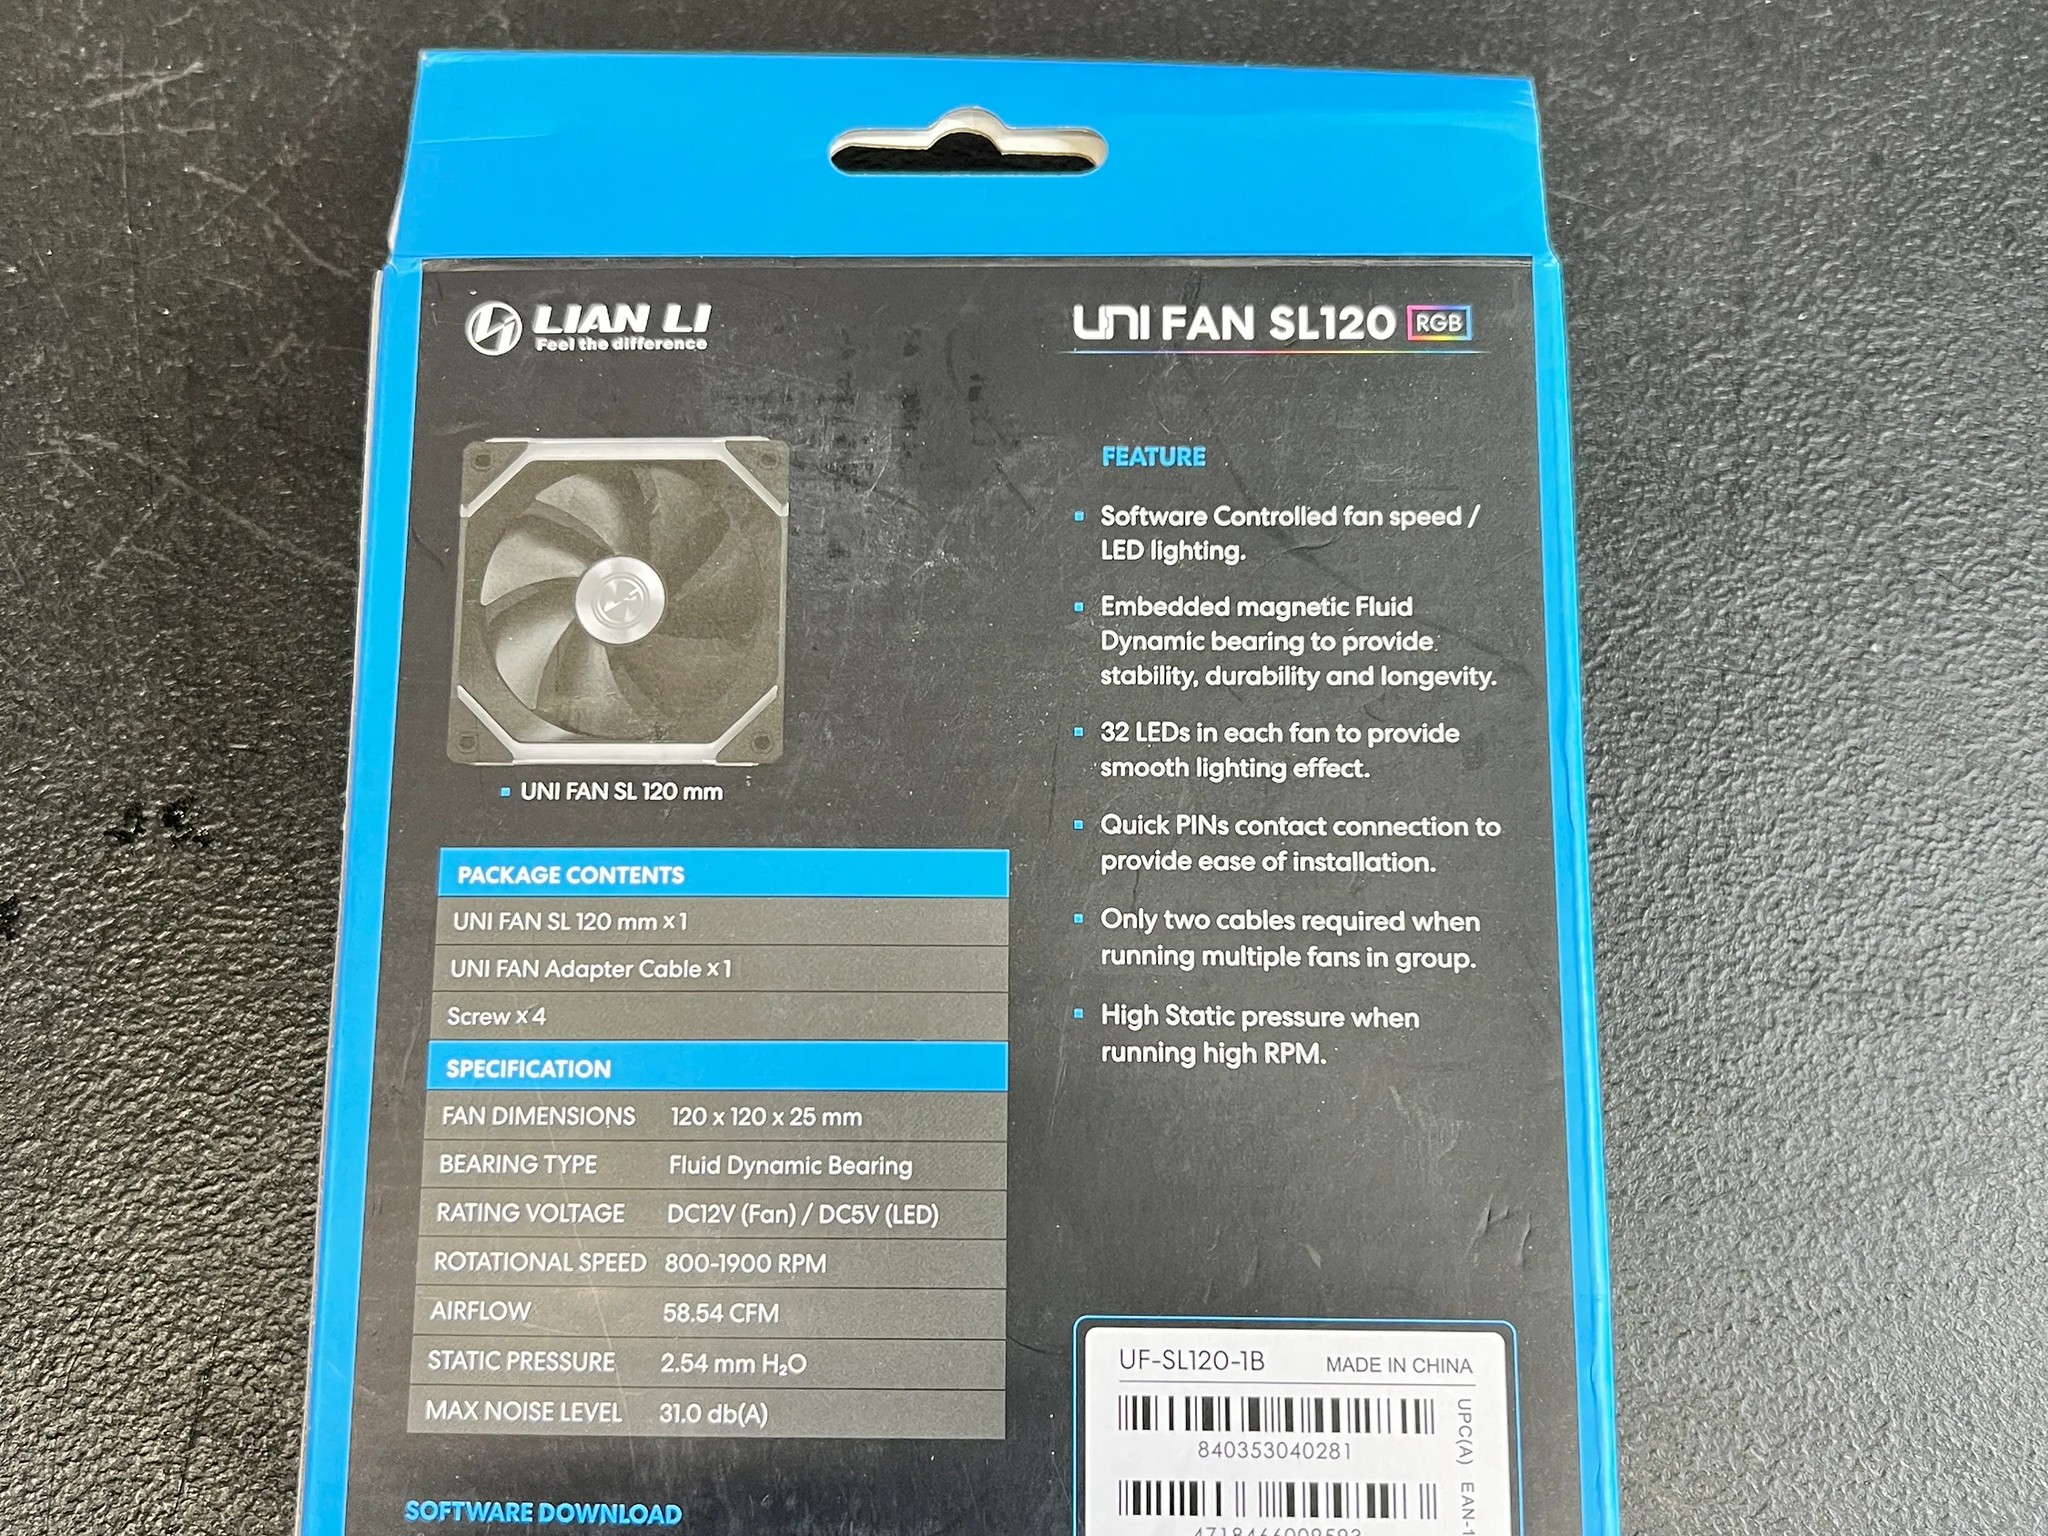 LIAN LI
Feel the difference
UNI FAN SL120 RGB
UNI FAN SL 120 mm
PACKAGE CONTENTS
UNI FAN SL 120 mm x 1
UNI FAN Adapter Cable x 1
Screw x 4
SPECIFICATION
FAN DIMENSIONS 120 x 120 x 25 mm
BEARING TYPE Fluid Dynamic Bearing
RATING VOLTAGE DC12V (Fan) / DC5V (LED)
ROTATIONAL SPEED 800-1900 RPM
AIRFLOW 58.54 CFM
STATIC PRESSURE 2.54 mm H₂O
MAX NOISE LEVEL 31.0 db(A)
SOFTWARE DOWNLOAD
FEATURE
Software Controlled fan speed /
LED lighting.
Embedded magnetic Fluid
Dynamic bearing to provide
stability, durability and longevity.
32 LEDs in each fan to provide
smooth lighting effect.
Quick PINs contact connection to
provide ease of installation.
Only two cables required when
running multiple fans in group.
High Static pressure when
running high RPM.
UF-SL120-1B MADE IN CHINA
UPC(A)
840353040281